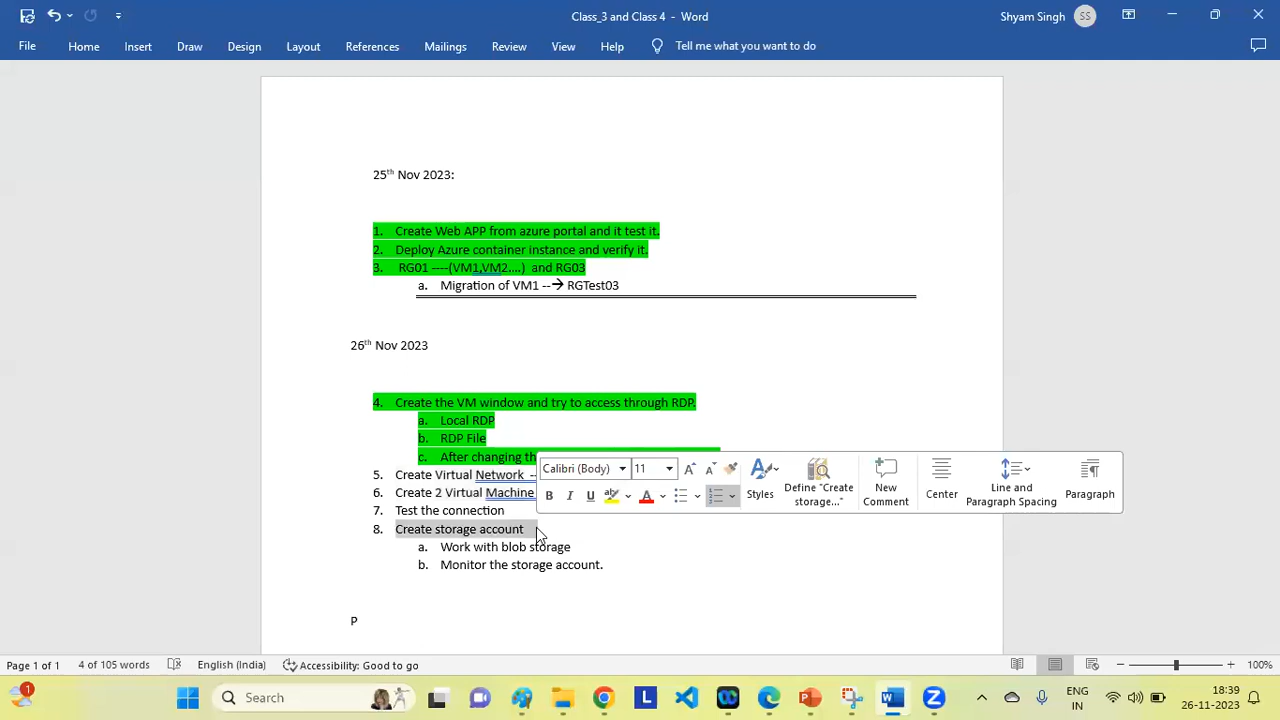 Class_3 and Class 4 - Word
Shyam Singh
SS
File
Home
Insert
Draw
Design
Layout
References
Mailings
Review
View
Help
Tell me what you want to do
25th Nov 2023:
1. Create Web APP from azure portal and it test it.
2. Deploy Azure container instance and verify it.
3. RG01 ----(VM1,VM2....) and RG03
a. Migration of VM1 --→ RGTest03
26th Nov 2023
4. Create the VM window and try to access through RDP.
a. Local RDP
b. RDP File
c. After changing th
5. Create Virtual Network --
6. Create 2 Virtual Machine
7. Test the connection
8. Create storage account
a. Work with blob storage
b. Monitor the storage account.
P
Calibri (Body)
11
B I U
Styles
Define "Create storage..."
New Comment
Center
Line and Paragraph Spacing
Paragraph
Page 1 of 1
4 of 105 words
English (India)
Accessibility: Good to go
100%
1
Search
ENG
IN
18:39
26-11-2023